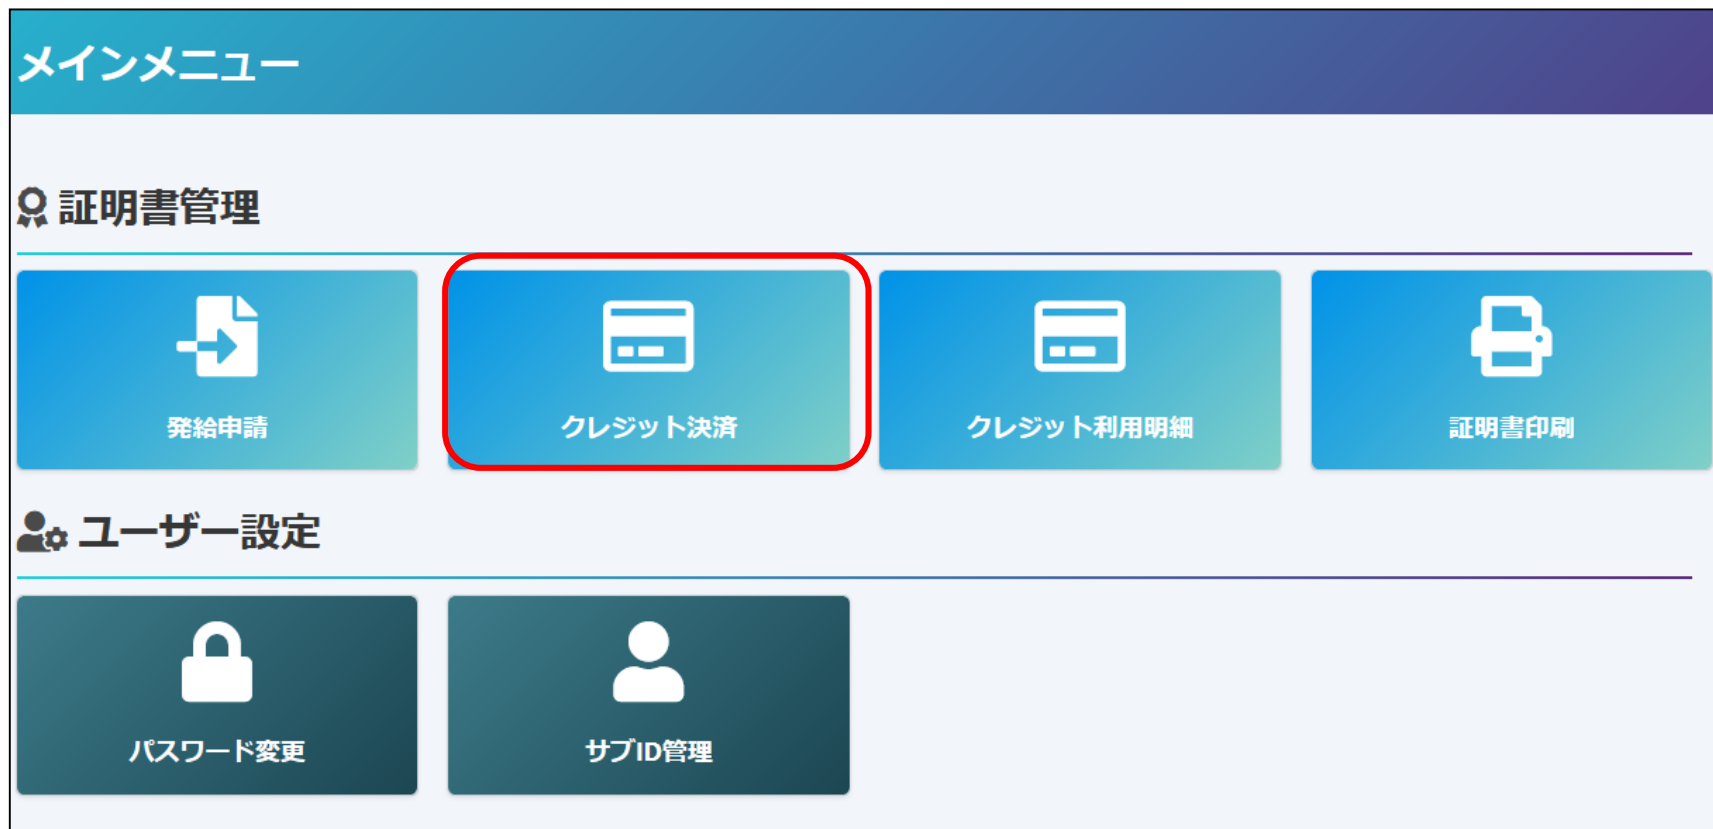 メインメニュー
証明書管理
発給申請
クレジット決済
クレジット利用明細
証明書印刷
ユーザー設定
パスワード変更
サブID管理